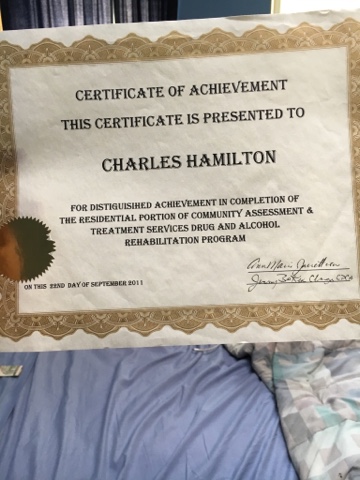 CERTIFICATE OF ACHIEVEMENT
THIS CERTIFICATE IS PRESENTED TO
CHARLES HAMILTON
FOR DISTIGUISIHED ACHIEVEMENT IN COMPLETION OF
THE RESIDENTIAL PORTION OF COMMUNITY ASSESSMENT &
TREATMENT SERVICES DRUG AND ALCOHOL
REHABILITATION PROGRAM
ON THIS 22ND DAY OF SEPTEMBER 2011